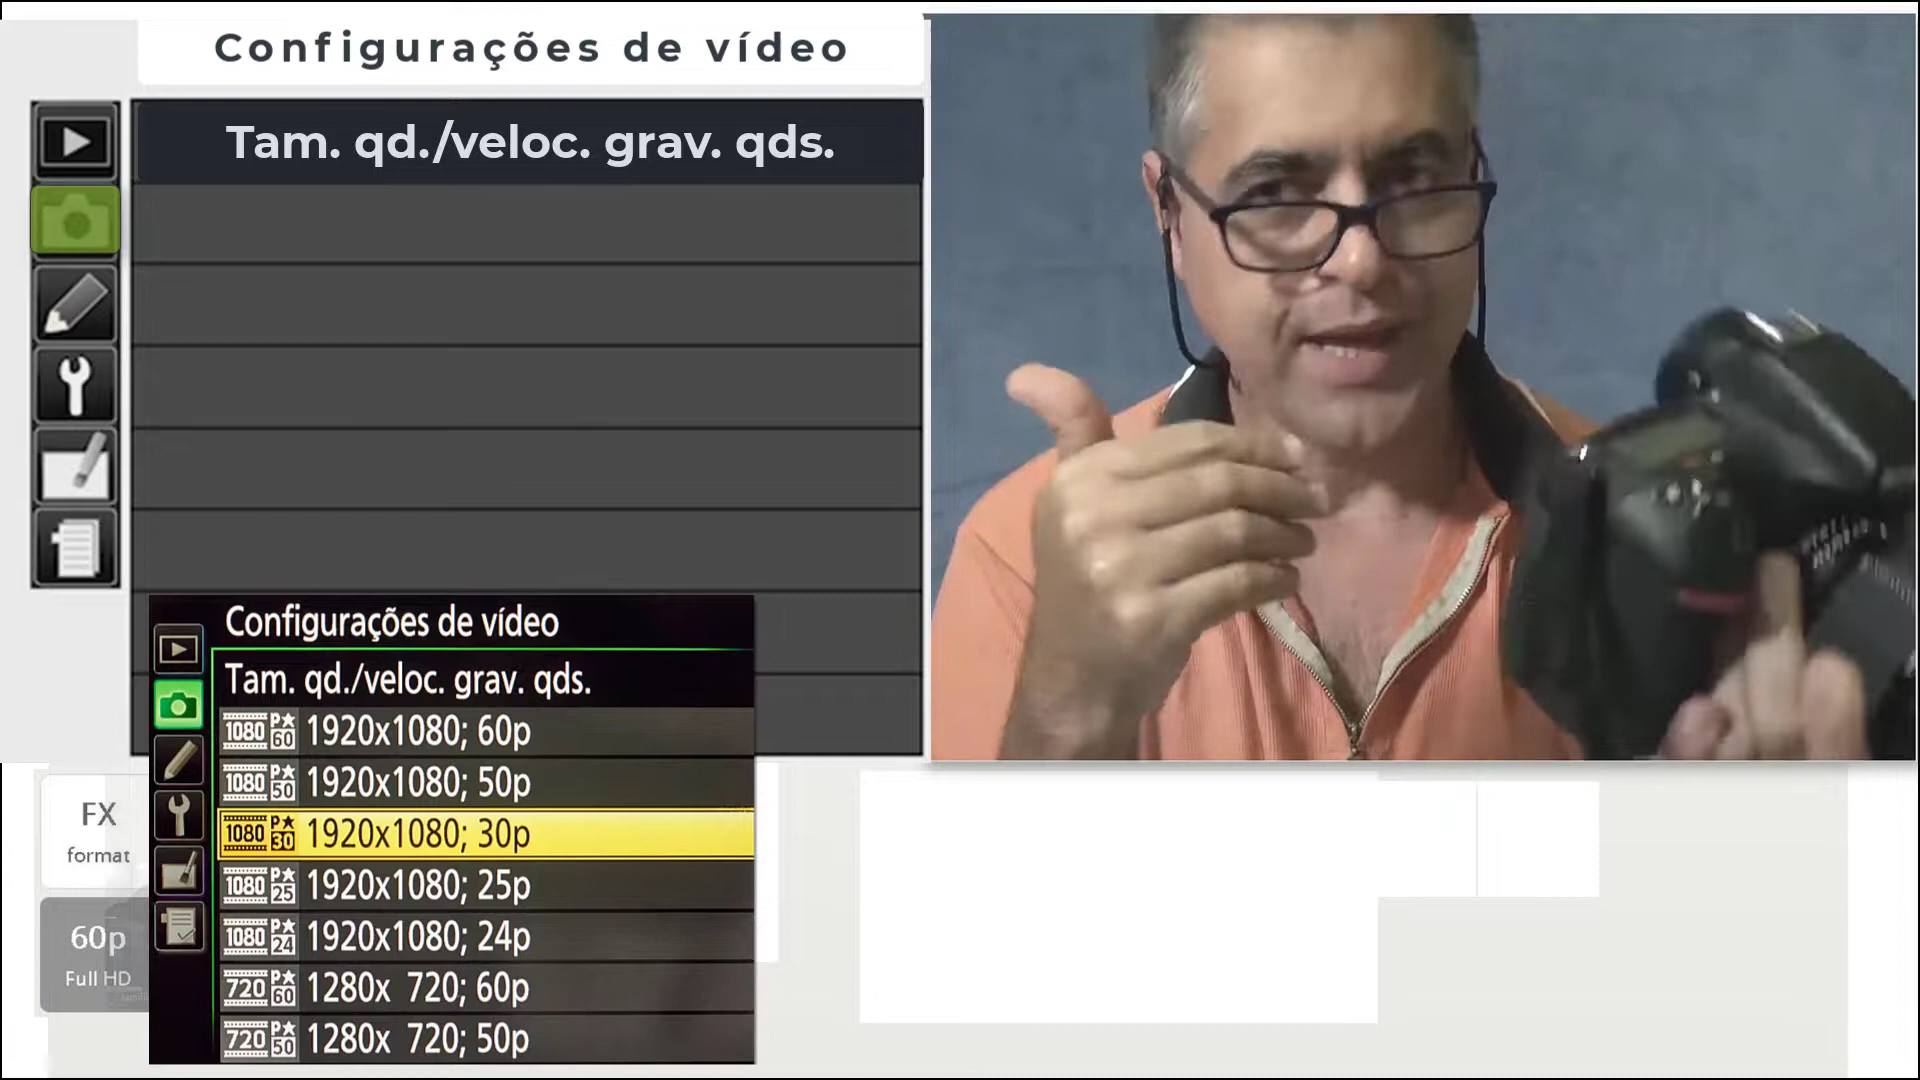 Configurações de vídeo
Tam. qd./veloc. grav. qds.
Configurações de vídeo
Tam. qd./veloc. grav. qds.
1080 P★ 60 1920x1080; 60p
1080 P★ 50 1920x1080; 50p
1080 P★ 30 1920x1080; 30p
1080 P★ 25 1920x1080; 25p
1080 P★ 24 1920x1080; 24p
720 P★ 60 1280x 720; 60p
720 P★ 50 1280x 720; 50p
FX
format
60p
Full HD